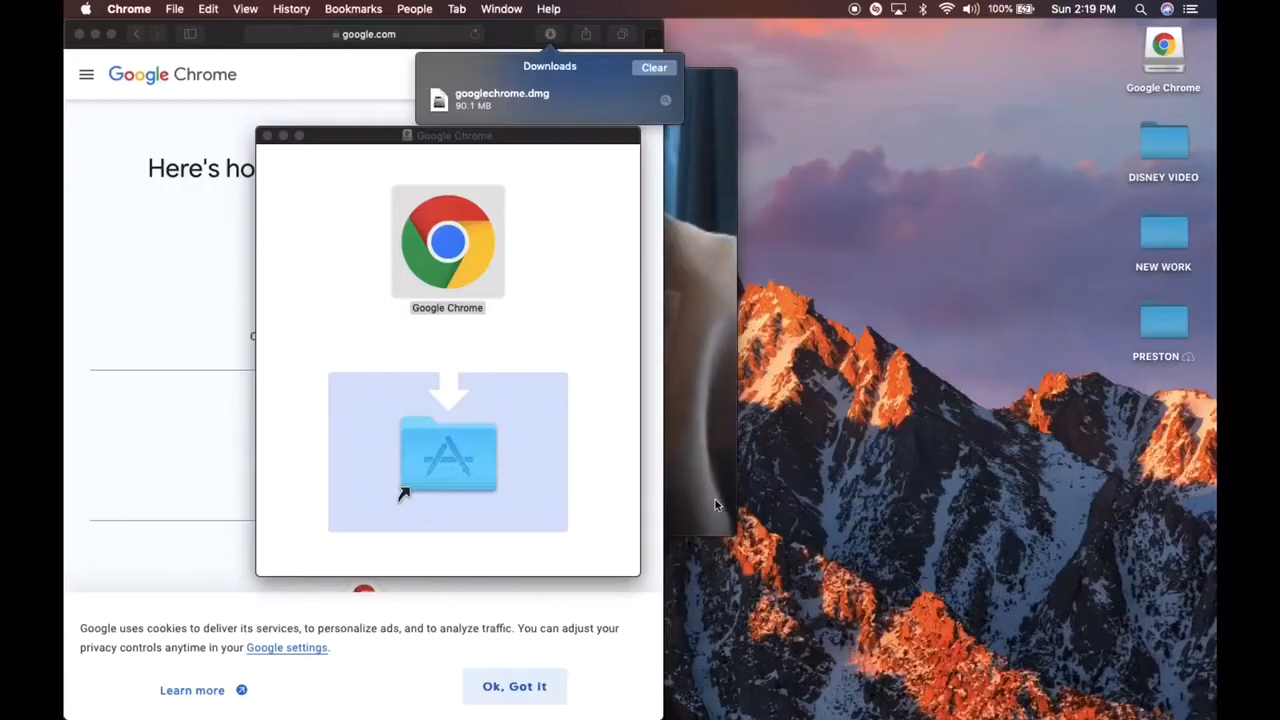 Chrome File Edit View History Bookmarks People Tab Window Help 100% Sun 2:19 PM
google.com
Google Chrome
Downloads
Clear
googlechrome.dmg
90.1 MB
Google Chrome
Here's ho
Google Chrome
Google uses cookies to deliver its services, to personalize ads, and to analyze traffic. You can adjust your
privacy controls anytime in your Google settings.
Learn more
Ok, Got it
Google Chrome
DISNEY VIDEO
NEW WORK
PRESTON